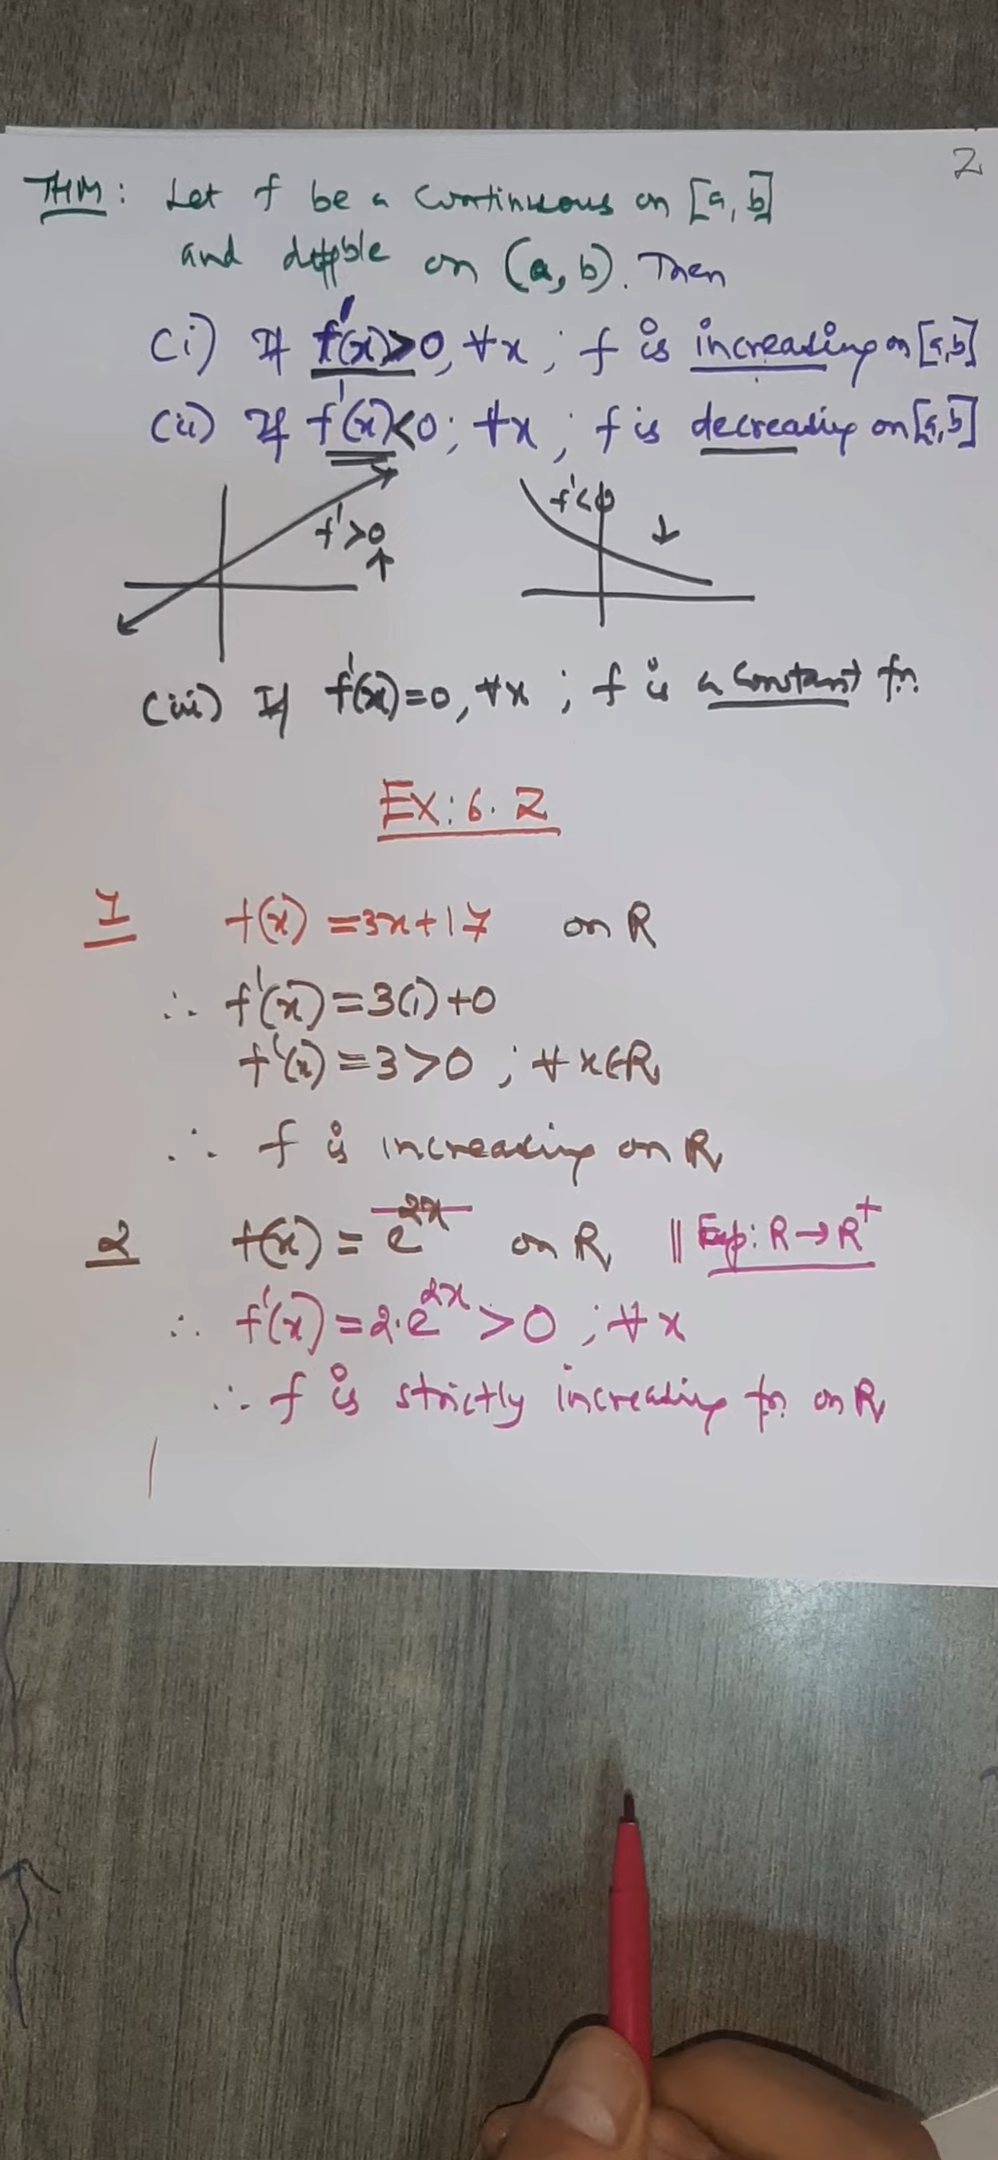 2
THM: Let f be a continuous on [a, b]
and diff'ble on (a, b). Then
(i) If f'(x)>0, ∀x ; f is increasing on [a,b]
(ii) If f'(x)<0; ∀x ; f is decreasing on [a,b]
f'>0 ↑
f'<0 ↓
(iii) If f'(x)=0, ∀x ; f is a constant fn.
EX: 6.2
1 f(x) = 3x+17 on R
∴ f'(x) = 3(1)+0
f'(x) = 3>0 ; ∀ x∈R
∴ f is increasing on R
2 f(x) = e^2x on R || Exp: R→R^+
∴ f'(x) = 2.e^2x >0 ; ∀ x
∴ f is strictly increasing fn. on R